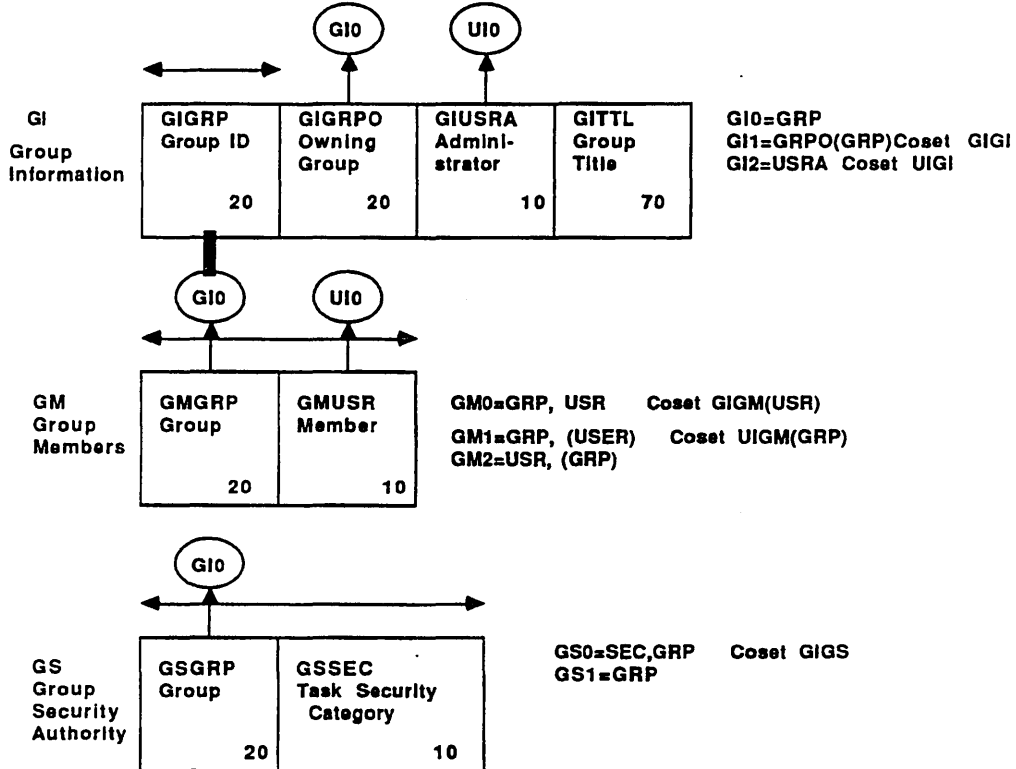 GI0 UI0
GI
Group
Information
GIGRP
Group ID
20
GIGRPO
Owning
Group
20
GIUSRA
Admini-
strator
10
GITTL
Group
Title
70
GI0=GRP
GI1=GRPO(GRP)Coset GIGI
GI2=USRA Coset UIGI
GI0 UI0
GM
Group
Members
GMGRP
Group
20
GMUSR
Member
10
GM0=GRP, USR Coset GIGM(USR)
GM1=GRP, (USER) Coset UIGM(GRP)
GM2=USR, (GRP)
GI0
GS
Group
Security
Authority
GSGRP
Group
20
GSSEC
Task Security
Category
10
GS0=SEC,GRP Coset GIGS
GS1=GRP